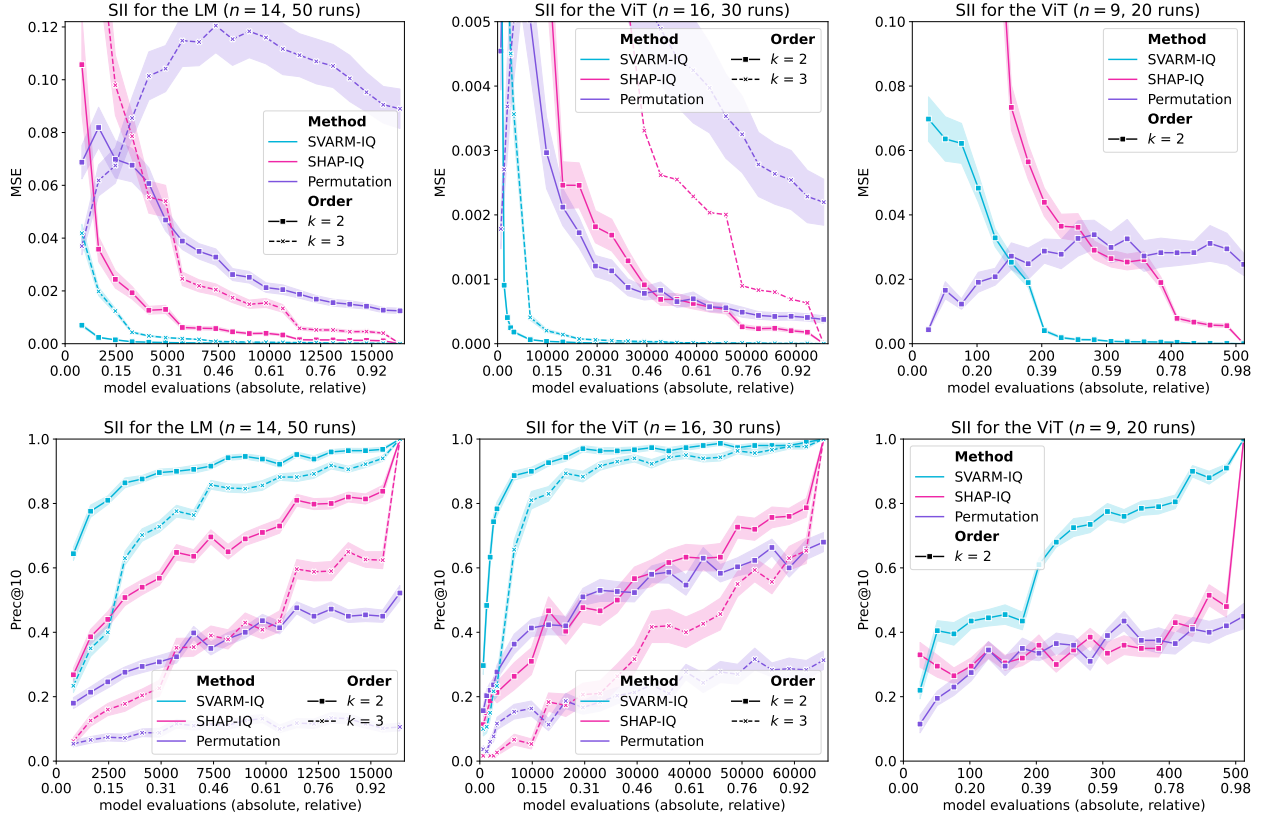 SII for the LM (n = 14, 50 runs)
MSE
0.12
0.10
0.08
0.06
0.04
0.02
0.00
Method
SVARM-IQ
SHAP-IQ
Permutation
Order
k = 2
k = 3
0 2500 5000 7500 10000 12500 15000
0.00 0.15 0.31 0.46 0.61 0.76 0.92
model evaluations (absolute, relative)
SII for the ViT (n = 16, 30 runs)
MSE
0.005
0.004
0.003
0.002
0.001
0.000
Method Order
SVARM-IQ k = 2
SHAP-IQ k = 3
Permutation
0 10000 20000 30000 40000 50000 60000
0.00 0.15 0.31 0.46 0.61 0.76 0.92
model evaluations (absolute, relative)
SII for the ViT (n = 9, 20 runs)
MSE
0.10
0.08
0.06
0.04
0.02
0.00
Method
SVARM-IQ
SHAP-IQ
Permutation
Order
k = 2
0 100 200 300 400 500
0.00 0.20 0.39 0.59 0.78 0.98
model evaluations (absolute, relative)
SII for the LM (n = 14, 50 runs)
Prec@10
1.0
0.8
0.6
0.4
0.2
0.0
Method Order
SVARM-IQ k = 2
SHAP-IQ k = 3
Permutation
0 2500 5000 7500 10000 12500 15000
0.00 0.15 0.31 0.46 0.61 0.76 0.92
model evaluations (absolute, relative)
SII for the ViT (n = 16, 30 runs)
Prec@10
1.0
0.8
0.6
0.4
0.2
0.0
Method Order
SVARM-IQ k = 2
SHAP-IQ k = 3
Permutation
0 10000 20000 30000 40000 50000 60000
0.00 0.15 0.31 0.46 0.61 0.76 0.92
model evaluations (absolute, relative)
SII for the ViT (n = 9, 20 runs)
Prec@10
1.0
0.8
0.6
0.4
0.2
0.0
Method
SVARM-IQ
SHAP-IQ
Permutation
Order
k = 2
0 100 200 300 400 500
0.00 0.20 0.39 0.59 0.78 0.98
model evaluations (absolute, relative)